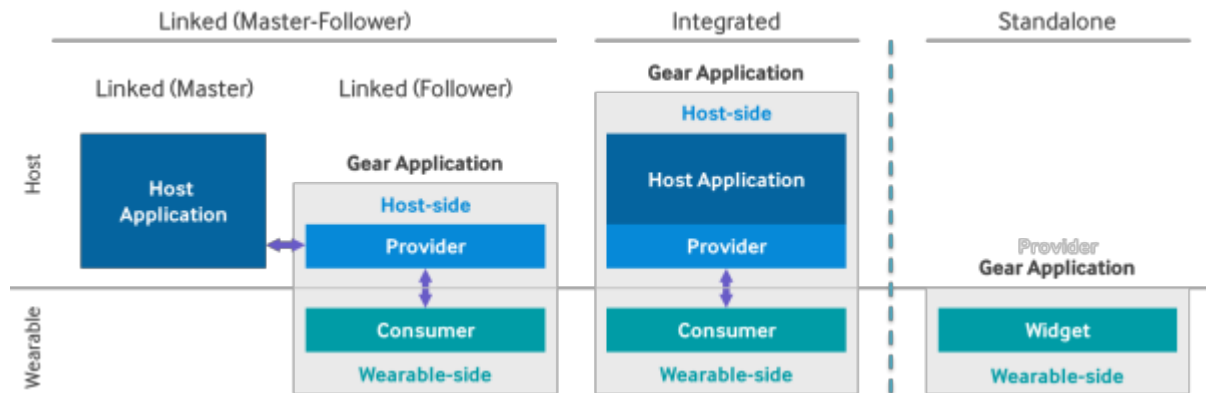 Linked (Master-Follower)
Integrated
Standalone
Linked (Master)
Linked (Follower)
Gear Application
Host-side
Host
Host
Application
Gear Application
Host-side
Provider
Host Application
Provider
Provider
Gear Application
Wearable
Consumer
Wearable-side
Consumer
Wearable-side
Widget
Wearable-side